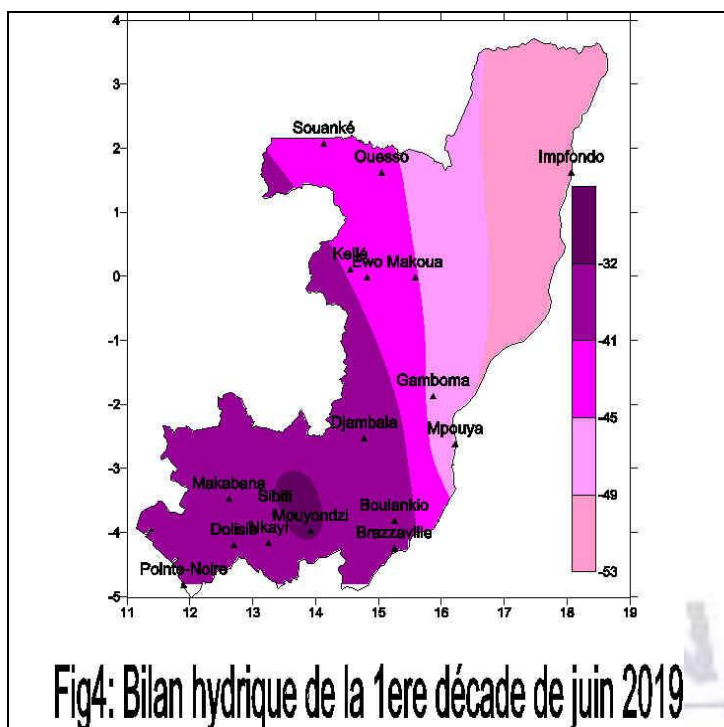 4
3
2
1
0
-1
-2
-3
-4
-5
11 12 13 14 15 16 17 18 19
Souanké
Ouesso
Impfondo
Kellé
Ewo Makoua
Gamboma
Djambala
Mpouya
Makabana
Sibiti
Mouyondzi
Boulankio
Dolisie
Nkayi
Brazzaville
Pointe-Noire
-32
-41
-45
-49
-53
Fig4: Bilan hydrique de la 1ere décade de juin 2019